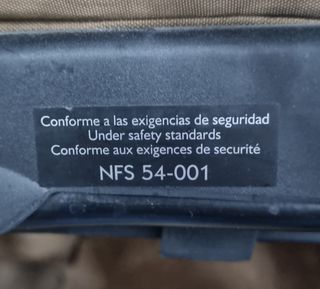 Conforme a las exigencias de seguridad
Under safety standards
Conforme aux exigences de securité
NFS 54-001